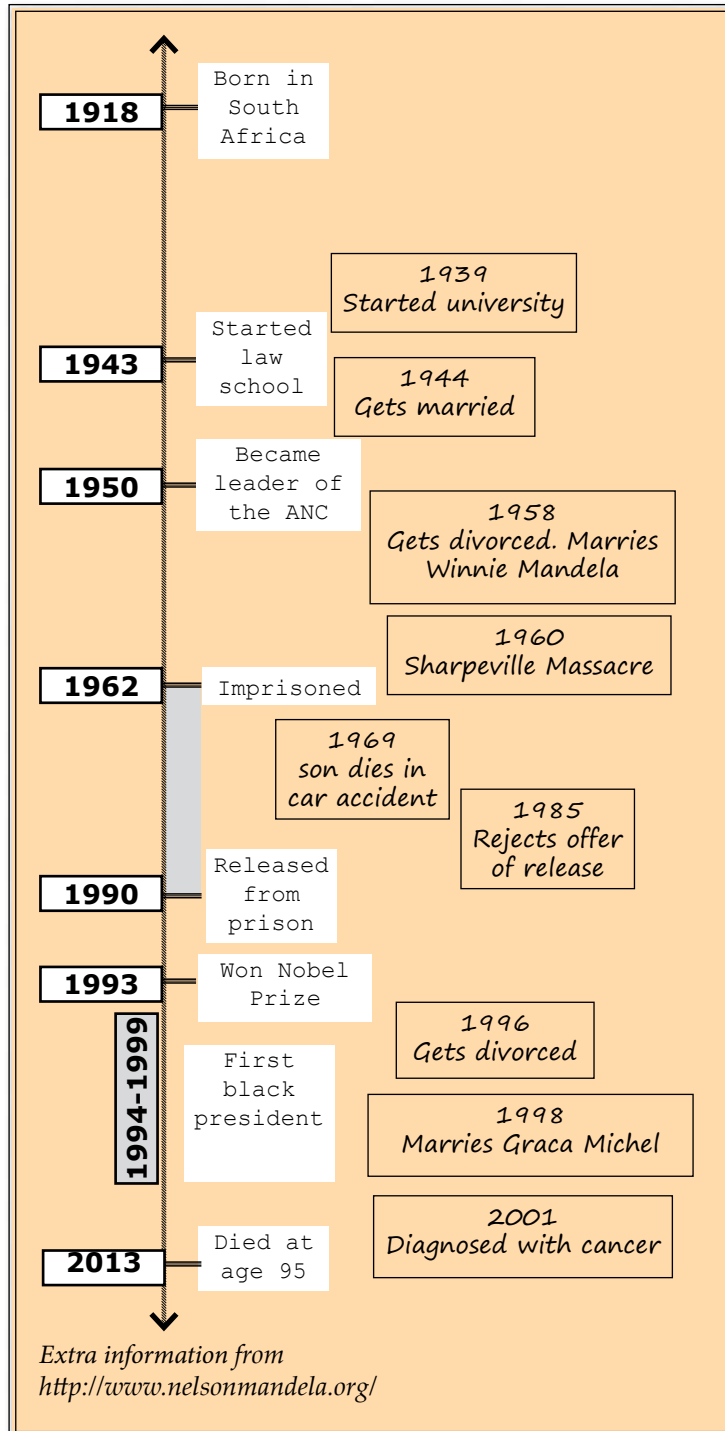 1918
Born in
South
Africa
1939
Started university
1943
Started
law
school
1944
Gets married
1950
Became
leader of
the ANC
1958
Gets divorced. Marries
Winnie Mandela
1960
Sharpeville Massacre
1962
Imprisoned
1969
son dies in
car accident
1985
Rejects offer
of release
1990
Released
from
prison
1993
Won Nobel
Prize
1996
Gets divorced
1994-1999
First
black
president
1998
Marries Graca Michel
2001
Diagnosed with cancer
2013
Died at
age 95
Extra information from
http://www.nelsonmandela.org/